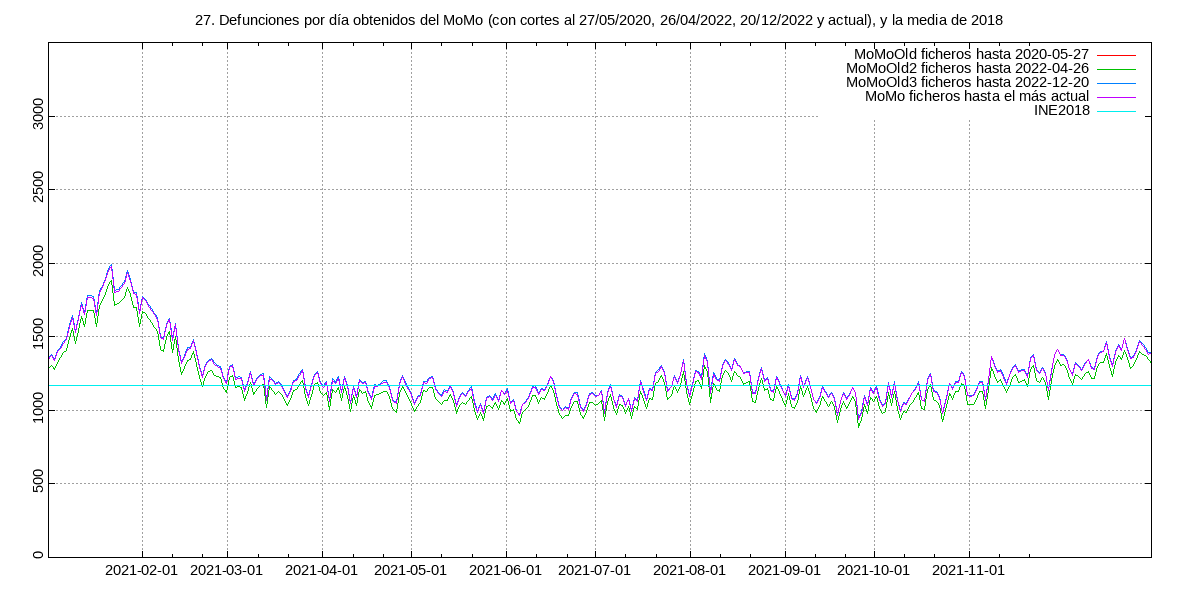 27. Defunciones por día obtenidos del MoMo (con cortes al 27/05/2020, 26/04/2022, 20/12/2022 y actual), y la media de 2018
MoMoOld ficheros hasta 2020-05-27
MoMoOld2 ficheros hasta 2022-04-26
MoMoOld3 ficheros hasta 2022-12-20
MoMo ficheros hasta el más actual
INE2018
3000
2500
2000
1500
1000
500
0
2021-02-01 2021-03-01 2021-04-01 2021-05-01 2021-06-01 2021-07-01 2021-08-01 2021-09-01 2021-10-01 2021-11-01